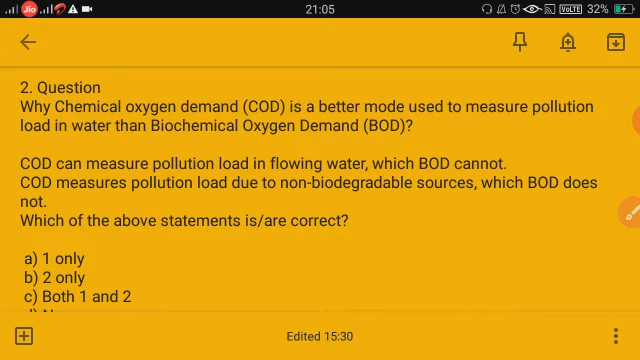 Jio
21:05
VoLTE 32%
2. Question
Why Chemical oxygen demand (COD) is a better mode used to measure pollution
load in water than Biochemical Oxygen Demand (BOD)?
COD can measure pollution load in flowing water, which BOD cannot.
COD measures pollution load due to non-biodegradable sources, which BOD does
not.
Which of the above statements is/are correct?
a) 1 only
b) 2 only
c) Both 1 and 2
Edited 15:30